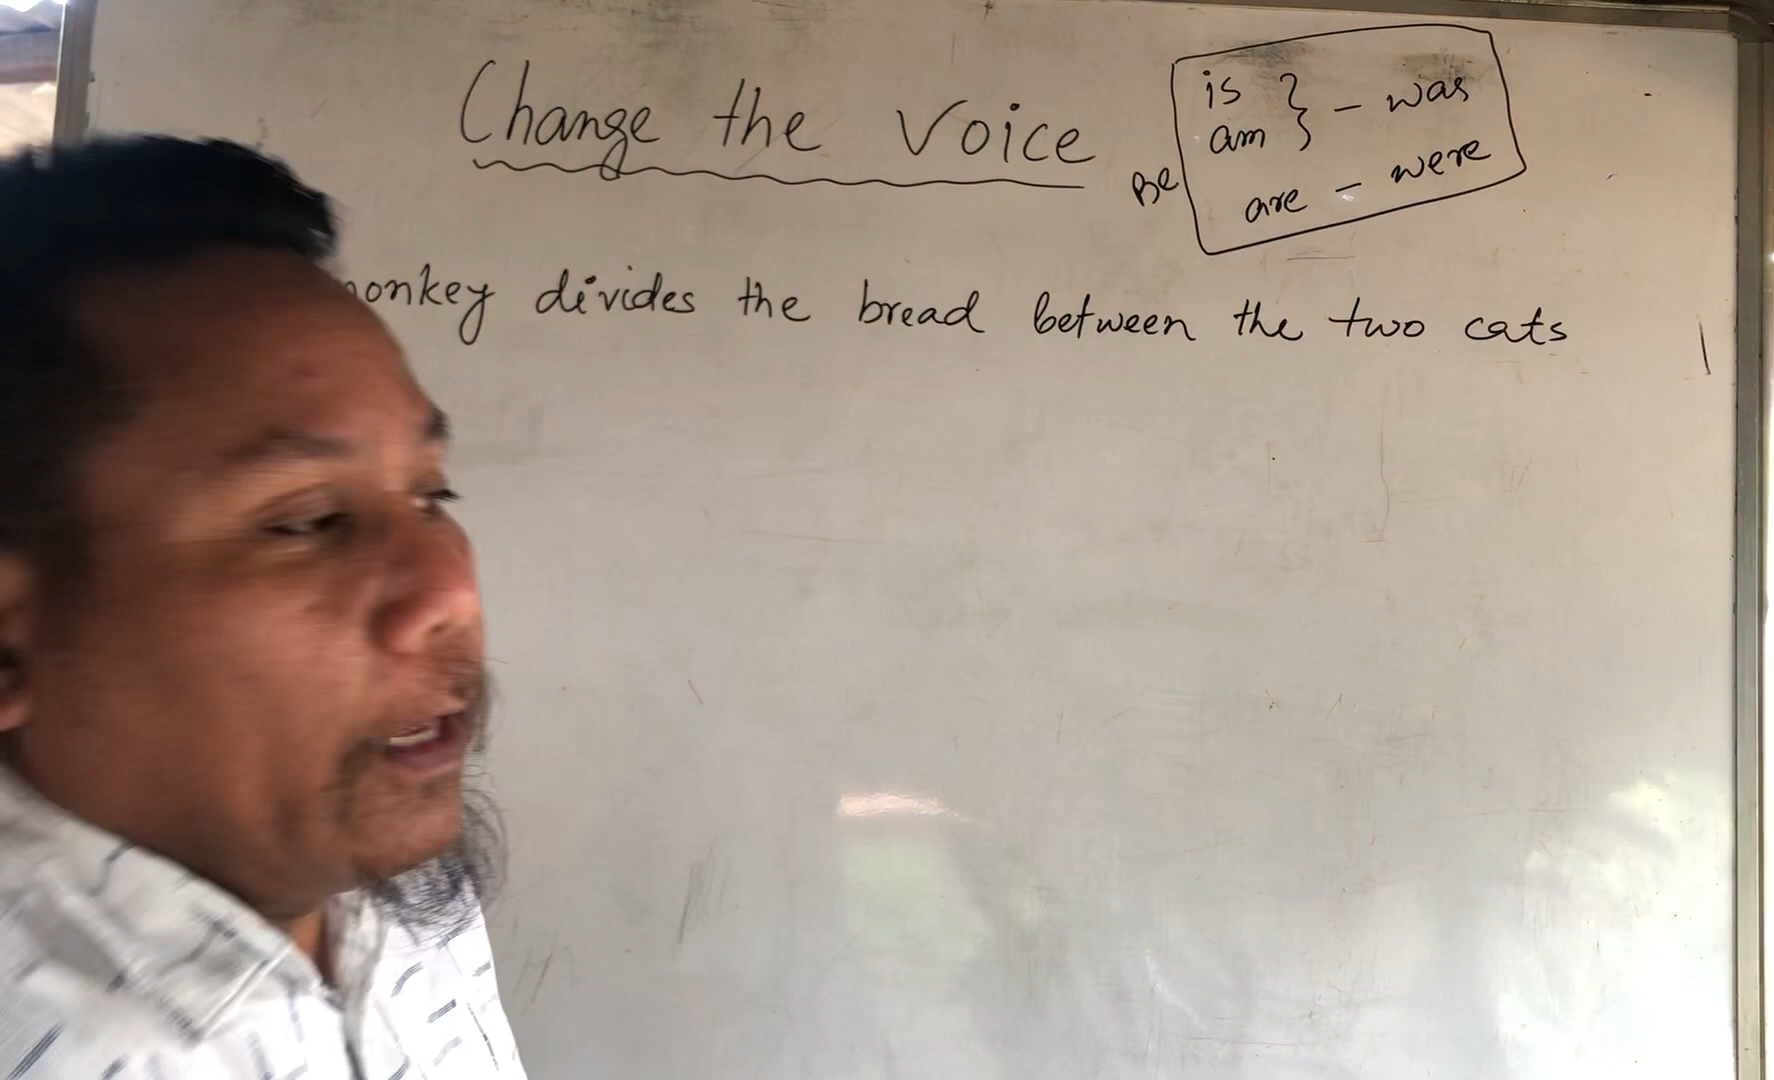 Change the Voice
Be
is } - was
am
are - were
onkey divides the bread between the two cats